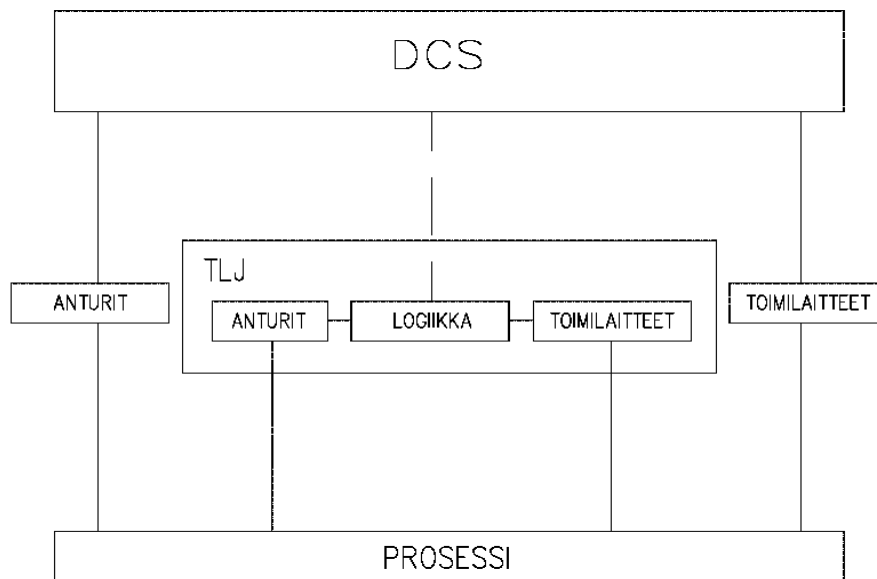 DCS
TLJ
ANTURIT
ANTURIT
LOGIIKKA
TOIMILAITTEET
TOIMILAITTEET
PROSESSI